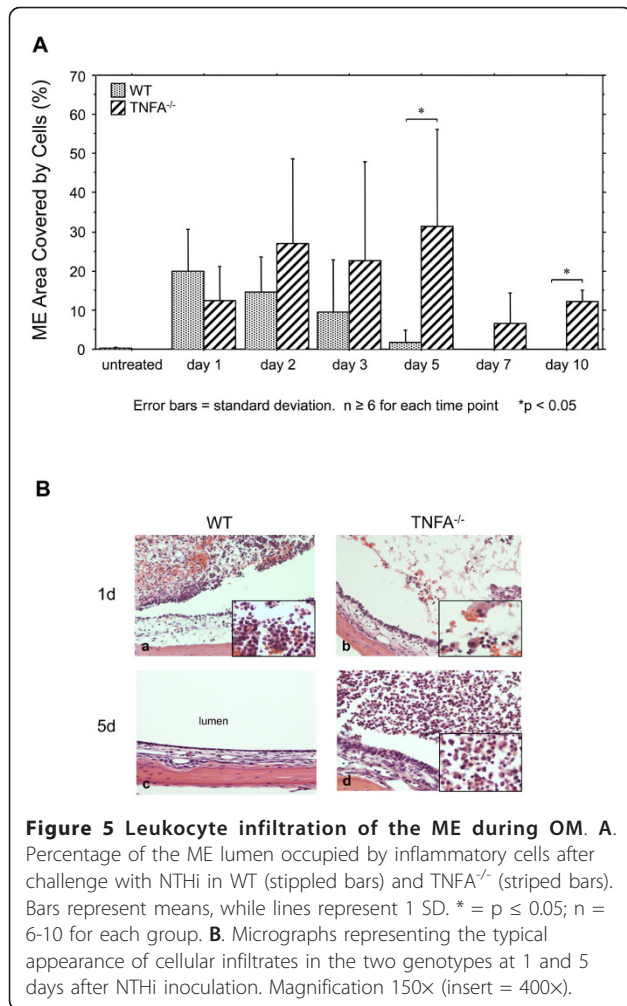 A
ME Area Covered by Cells (%)
70
60
50
40
30
20
10
0
WT
TNFA-/-
*
*
untreated day 1 day 2 day 3 day 5 day 7 day 10
Error bars = standard deviation. n ≥ 6 for each time point *p < 0.05
B
WT TNFA-/-
1d
a
b
5d
lumen
c
d
Figure 5 Leukocyte infiltration of the ME during OM. A.
Percentage of the ME lumen occupied by inflammatory cells after
challenge with NTHi in WT (stippled bars) and TNFA-/- (striped bars).
Bars represent means, while lines represent 1 SD. * = p ≤ 0.05; n =
6-10 for each group. B. Micrographs representing the typical
appearance of cellular infiltrates in the two genotypes at 1 and 5
days after NTHi inoculation. Magnification 150× (insert = 400×).